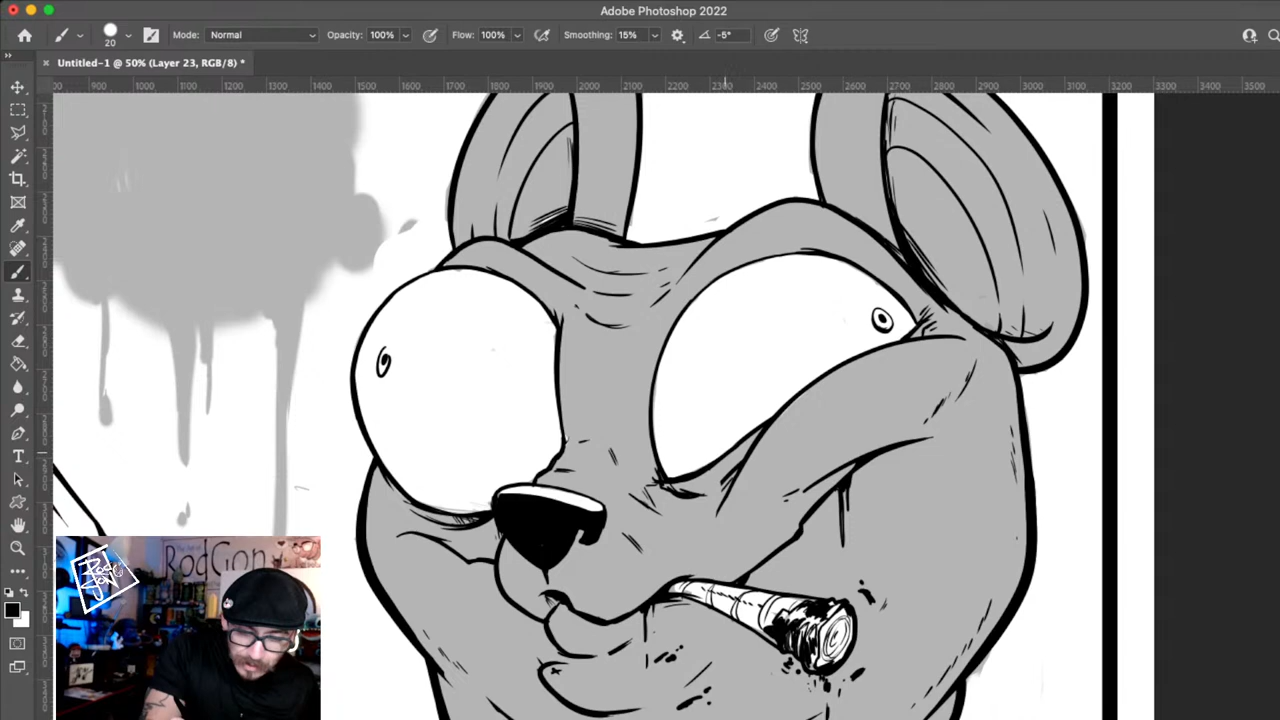 Adobe Photoshop 2022
20
Mode: Normal Opacity: 100% Flow: 100% Smoothing: 15% -5°
Untitled-1 @ 50% (Layer 23, RGB/8) *
900 1000 1100 1200 1300 1400 1500 1600 1700 1800 1900 2000 2100 2200 2300 2400 2500 2600 2700 2800 2900 3000 3100 3200 3300 3400 3500
RodGon